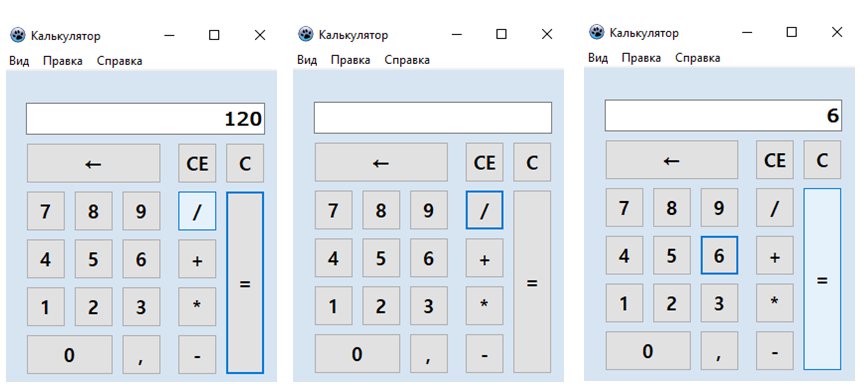 Калькулятор
Вид Правка Справка
120
← CE C
7 8 9 /
4 5 6 +
1 2 3 * =
0 , -
Калькулятор
Вид Правка Справка
← CE C
7 8 9 /
4 5 6 +
1 2 3 * =
0 , -
Калькулятор
Вид Правка Справка
6
← CE C
7 8 9 /
4 5 6 +
1 2 3 * =
0 , -